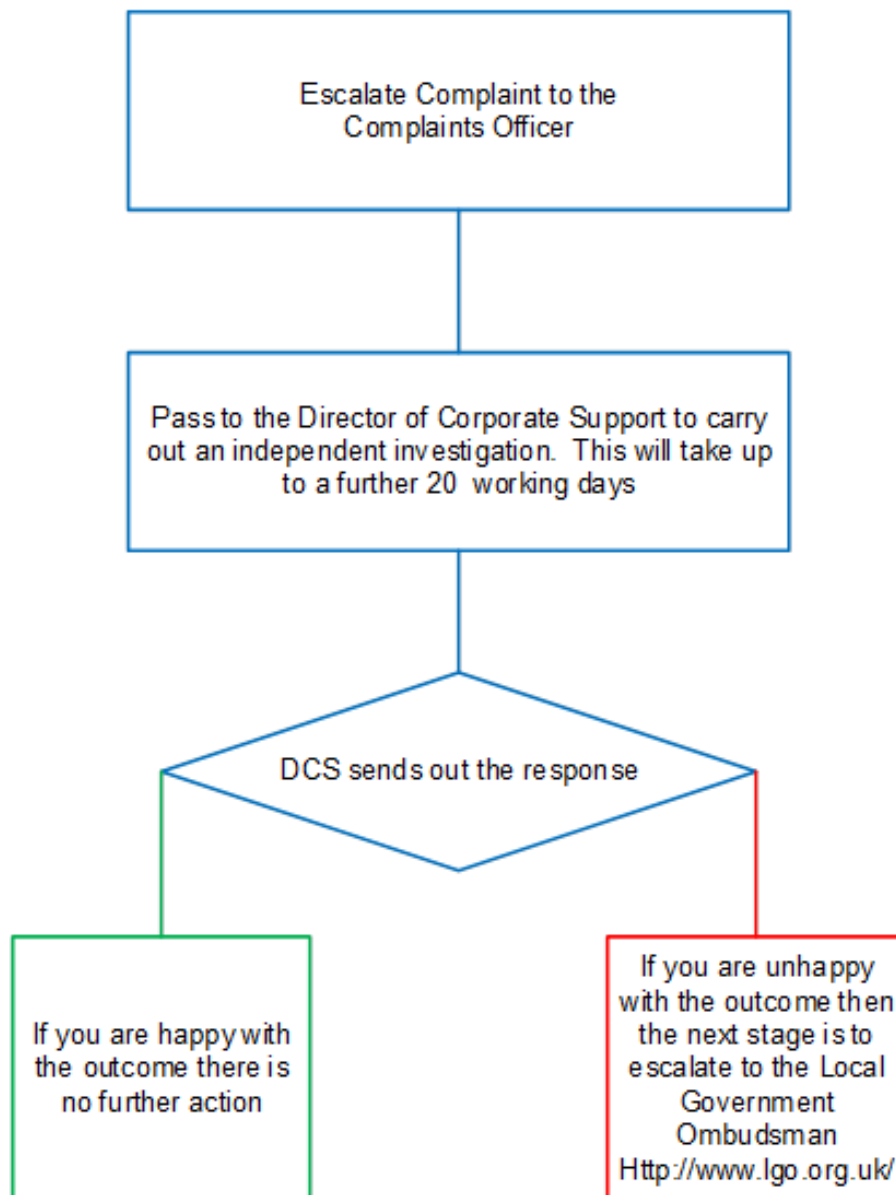 Escalate Complaint to the
Complaints Officer
Pass to the Director of Corporate Support to carry
out an independent investigation.  This will take up
to a further 20  working days
DCS sends out the response
If you are happy with
the outcome there is
no further action
If you are unhappy
with the outcome then
the next stage is to
escalate to the Local
Government
Ombudsman
Http://www.lgo.org.uk/